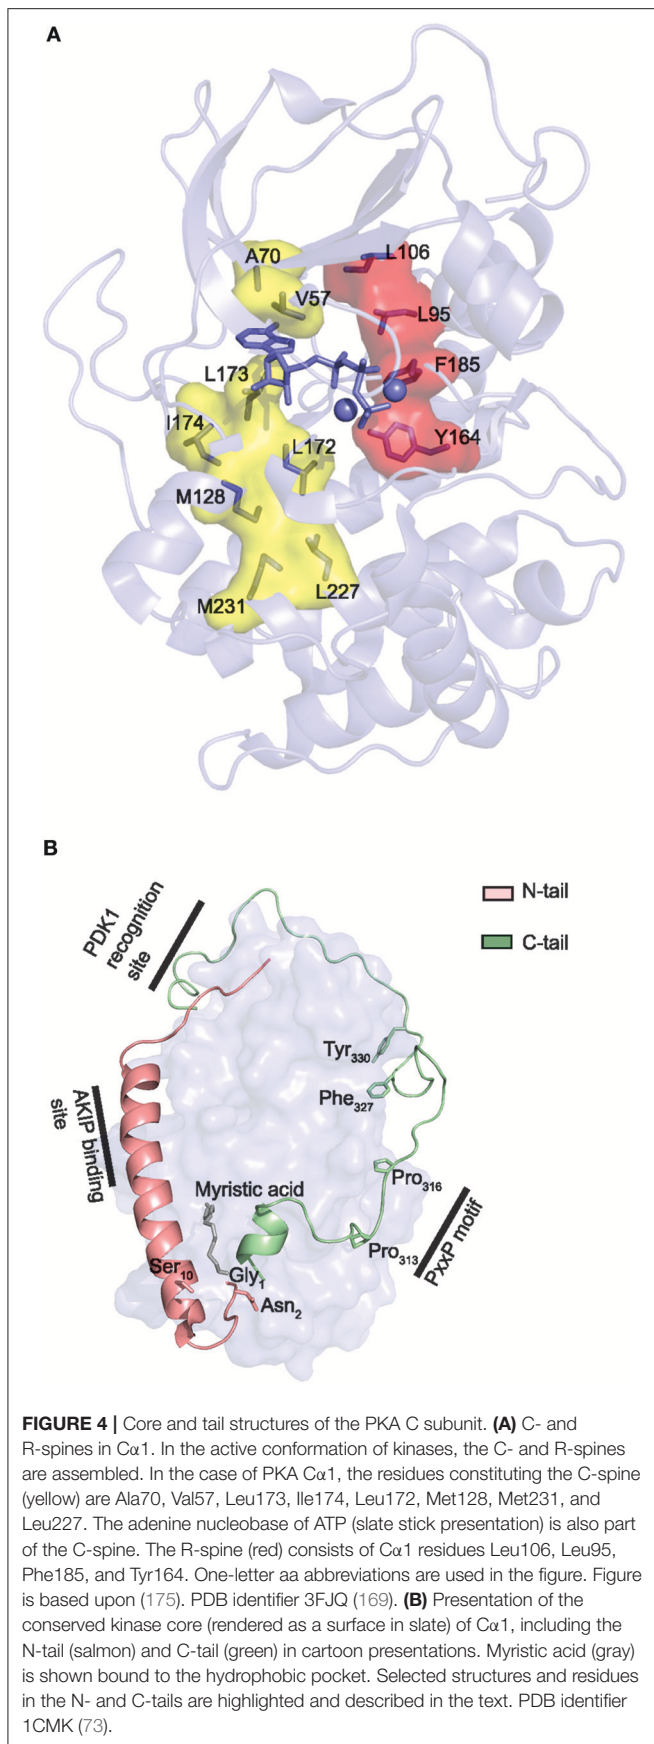 A
A70
L106
V57
L95
L173
F185
I174
L172
Y164
M128
M231
L227
B
PDK1
recognition
site
N-tail
C-tail
Tyr330
Phe327
AKIP binding
site
Pro316
Myristic acid
PxxP motif
Pro313
Ser10
Gly1
Asn2
FIGURE 4 | Core and tail structures of the PKA C subunit. (A) C- and
R-spines in Cα1. In the active conformation of kinases, the C- and R-spines
are assembled. In the case of PKA Cα1, the residues constituting the C-spine
(yellow) are Ala70, Val57, Leu173, Ile174, Leu172, Met128, Met231, and
Leu227. The adenine nucleobase of ATP (slate stick presentation) is also part
of the C-spine. The R-spine (red) consists of Cα1 residues Leu106, Leu95,
Phe185, and Tyr164. One-letter aa abbreviations are used in the figure. Figure
is based upon (175). PDB identifier 3FJQ (169). (B) Presentation of the
conserved kinase core (rendered as a surface in slate) of Cα1, including the
N-tail (salmon) and C-tail (green) in cartoon presentations. Myristic acid (gray)
is shown bound to the hydrophobic pocket. Selected structures and residues
in the N- and C-tails are highlighted and described in the text. PDB identifier
1CMK (73).